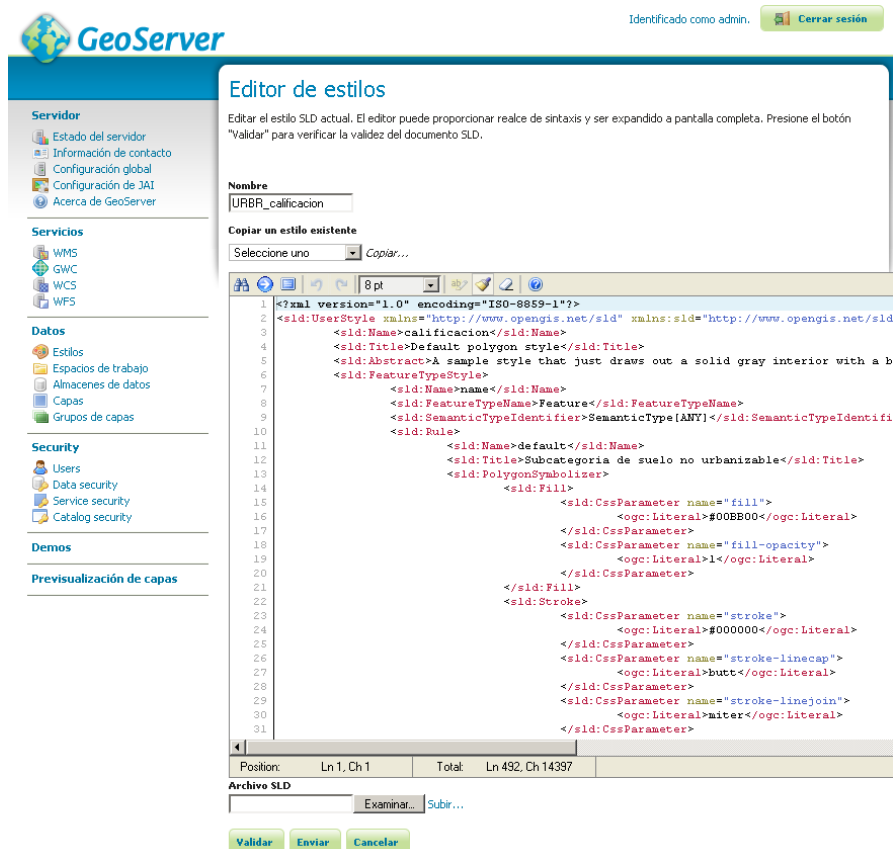 Identificado como admin.
Cerrar sesión
GeoServer
Servidor
Estado del servidor
Información de contacto
Configuración global
Configuración de JAI
Acerca de GeoServer
Servicios
WMS
GWC
WCS
WFS
Datos
Estilos
Espacios de trabajo
Almacenes de datos
Capas
Grupos de capas
Security
Users
Data security
Service security
Catalog security
Demos
Previsualización de capas
Editor de estilos
Editar el estilo SLD actual. El editor puede proporcionar realce de sintaxis y ser expandido a pantalla completa. Presione el botón
"Validar" para verificar la validez del documento SLD.
Nombre
URBR_calificacion
Copiar un estilo existente
Seleccione uno Copiar...
8 pt
1 <?xml version="1.0" encoding="ISO-8859-1"?>
2 <sld:UserStyle xmlns="http://www.opengis.net/sld" xmlns:sld="http://www.opengis.net/sld
3 <sld:Name>calificacion</sld:Name>
4 <sld:Title>Default polygon style</sld:Title>
5 <sld:Abstract>A sample style that just draws out a solid gray interior with a b
6 <sld:FeatureTypeStyle>
7 <sld:Name>name</sld:Name>
8 <sld:FeatureTypeName>Feature</sld:FeatureTypeName>
9 <sld:SemanticTypeIdentifier>SemanticType[ANY]</sld:SemanticTypeIdentifi
10 <sld:Rule>
11 <sld:Name>default</sld:Name>
12 <sld:Title>Subcategoria de suelo no urbanizable</sld:Title>
13 <sld:PolygonSymbolizer>
14 <sld:Fill>
15 <sld:CssParameter name="fill">
16 <ogc:Literal>#00BB00</ogc:Literal>
17 </sld:CssParameter>
18 <sld:CssParameter name="fill-opacity">
19 <ogc:Literal>1</ogc:Literal>
20 </sld:CssParameter>
21 </sld:Fill>
22 <sld:Stroke>
23 <sld:CssParameter name="stroke">
24 <ogc:Literal>#000000</ogc:Literal>
25 </sld:CssParameter>
26 <sld:CssParameter name="stroke-linecap">
27 <ogc:Literal>butt</ogc:Literal>
28 </sld:CssParameter>
29 <sld:CssParameter name="stroke-linejoin">
30 <ogc:Literal>miter</ogc:Literal>
31 </sld:CssParameter>
Position: Ln 1, Ch 1 Total: Ln 492, Ch 14397
Archivo SLD
Examinar... Subir...
Validar Enviar Cancelar